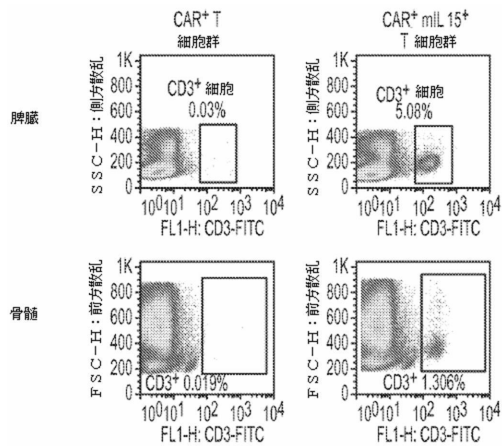 CAR⁺ T
細胞群
CAR⁺ mIL 15⁺
T 細胞群
脾臓
SSC-H：側方散乱
1K
800
600
400
200
0
CD3⁺ 細胞
0.03%
10⁰10¹ 10² 10³ 10⁴
FL1-H: CD3-FITC
SSC-H：側方散乱
1K
800
600
400
200
0
CD3⁺ 細胞
5.08%
10⁰10¹ 10² 10³ 10⁴
FL1-H: CD3-FITC
骨髄
FSC-H：前方散乱
1K
800
600
400
200
0
CD3⁺ 0.019%
10⁰10¹ 10² 10³ 10⁴
FL1-H: CD3-FITC
FSC-H：前方散乱
1K
800
600
400
200
0
CD3⁺ 1.306%
10⁰10¹ 10² 10³ 10⁴
FL1-H: CD3-FITC